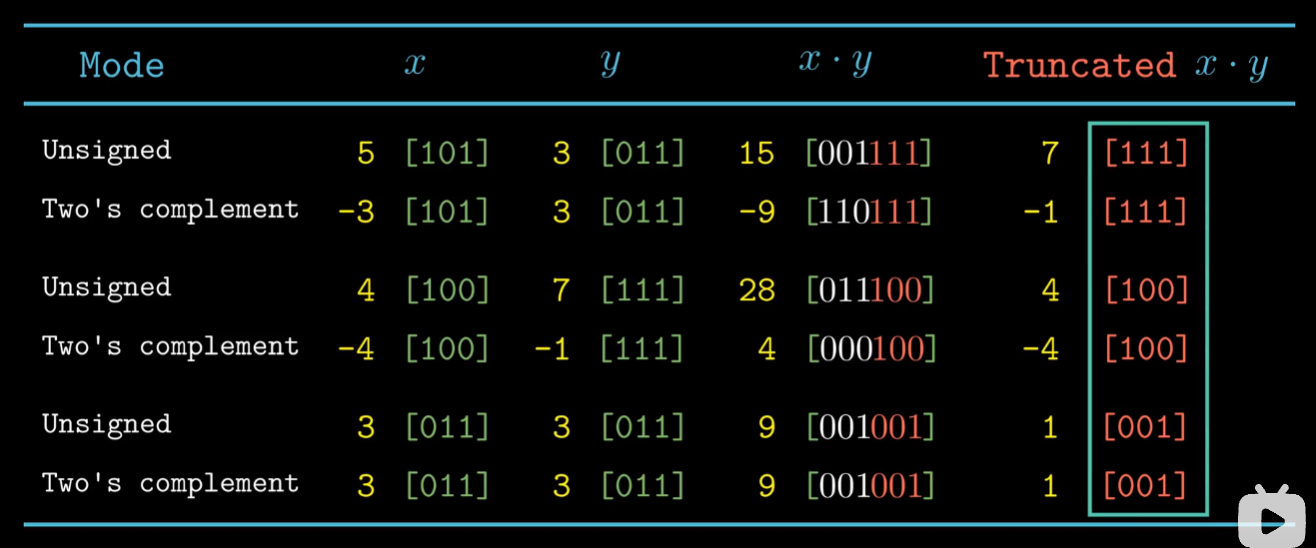 Mode x y x · y Truncated x · y
Unsigned 5 [101] 3 [011] 15 [001111] 7 [111]
Two's complement -3 [101] 3 [011] -9 [110111] -1 [111]
Unsigned 4 [100] 7 [111] 28 [011100] 4 [100]
Two's complement -4 [100] -1 [111] 4 [000100] -4 [100]
Unsigned 3 [011] 3 [011] 9 [001001] 1 [001]
Two's complement 3 [011] 3 [011] 9 [001001] 1 [001]